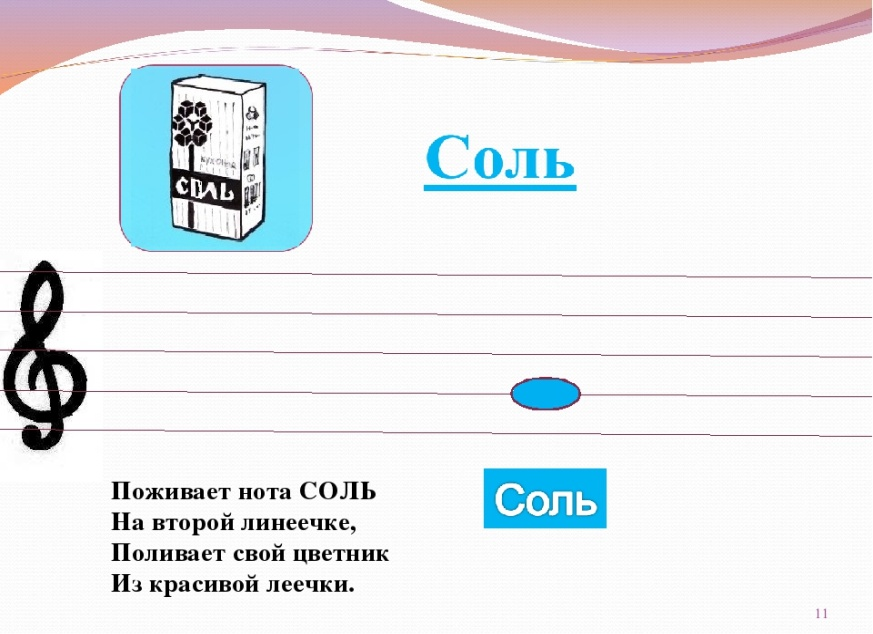 Соль
СОЛЬ
Соль
Поживает нота СОЛЬ
На второй линеечке,
Поливает свой цветник
Из красивой леечки.
11